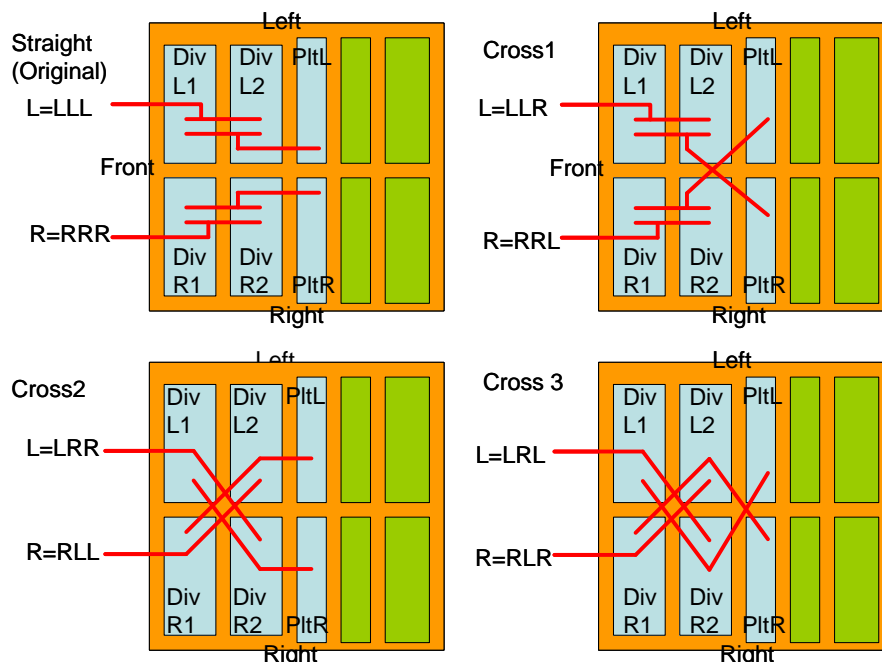 Left
Straight
(Original)
Div
L1
Div
L2
PltL
L=LLL
Front
R=RRR
Div
R1
Div
R2
PltR
Right
Left
Cross1
Div
L1
Div
L2
PltL
L=LLR
Front
R=RRL
Div
R1
Div
R2
PltR
Right
Left
Cross2
Div
L1
Div
L2
PltL
L=LRR
R=RLL
Div
R1
Div
R2
PltR
Right
Left
Cross 3
Div
L1
Div
L2
PltL
L=LRL
R=RLR
Div
R1
Div
R2
PltR
Right